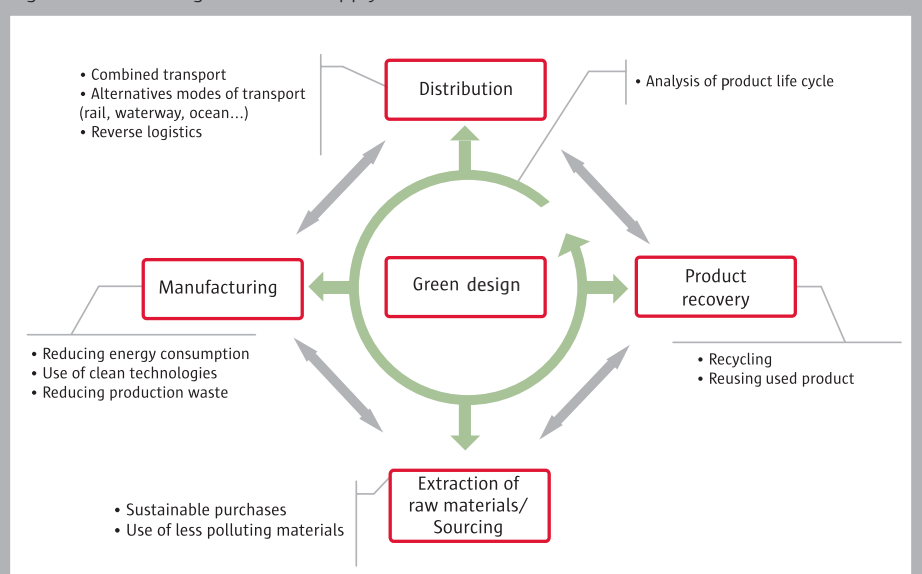 • Combined transport
• Alternatives modes of transport
(rail, waterway, ocean…)
• Reverse logistics
Distribution
• Analysis of product life cycle
Manufacturing
Green design
Product
recovery
• Reducing energy consumption
• Use of clean technologies
• Reducing production waste
• Recycling
• Reusing used product
• Sustainable purchases
• Use of less polluting materials
Extraction of
raw materials/
Sourcing